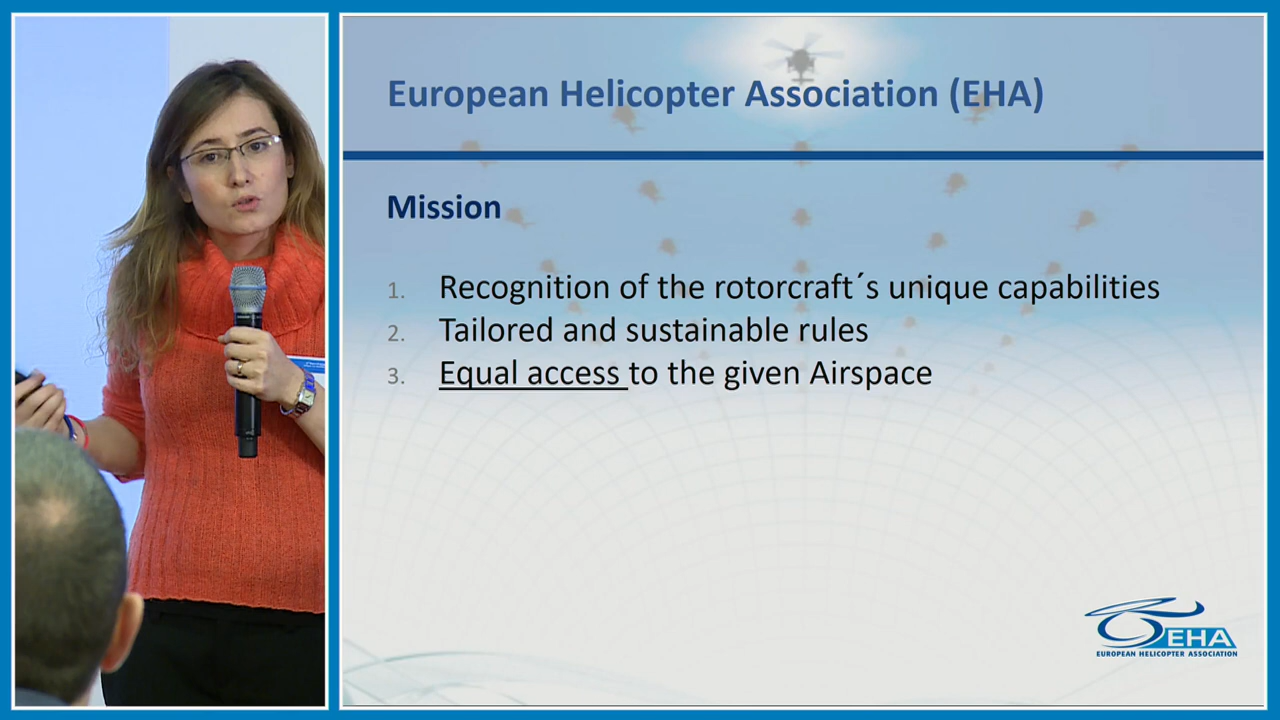 European Helicopter Association (EHA)
Mission
1. Recognition of the rotorcraft´s unique capabilities
2. Tailored and sustainable rules
3. Equal access to the given Airspace
EHA
EUROPEAN HELICOPTER ASSOCIATION